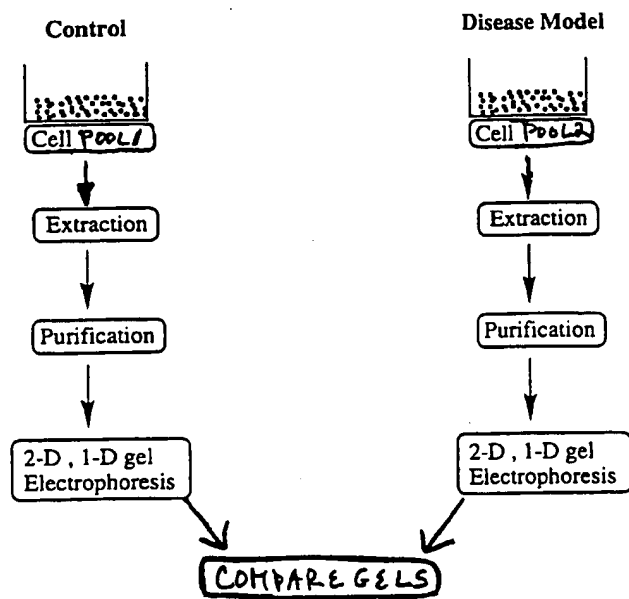 Control
Cell POOL1
Extraction
Purification
2-D , 1-D gel
Electrophoresis
Disease Model
Cell POOL2
Extraction
Purification
2-D , 1-D gel
Electrophoresis
COMPARE GELS